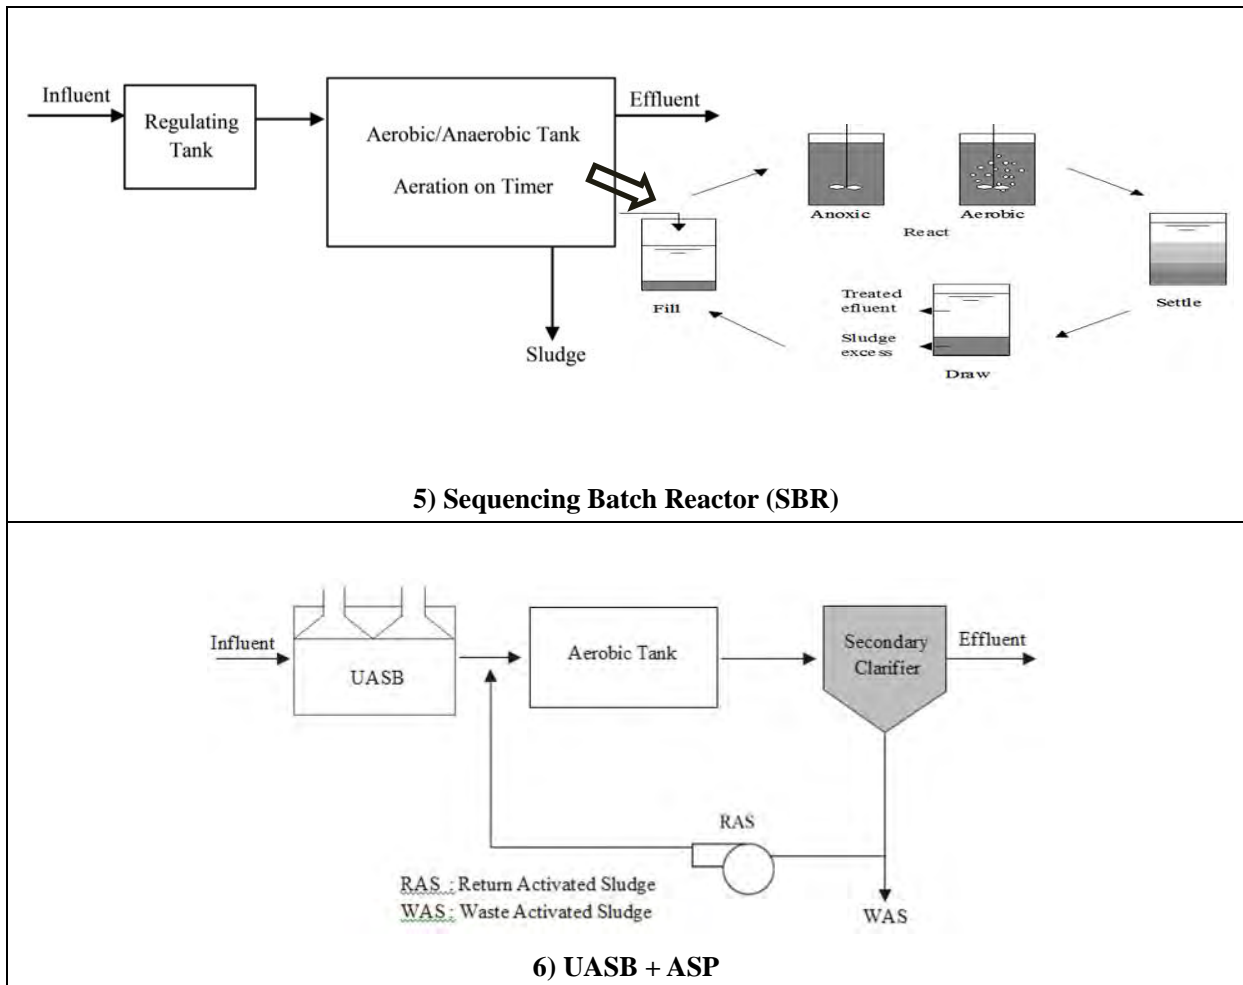 Influent
Regulating
Tank
Aerobic/Anaerobic Tank
Aeration on Timer
Effluent
Sludge
Fill
Anoxic
Aerobic
React
Settle
Treated
efluent
Sludge
excess
Draw
5) Sequencing Batch Reactor (SBR)
Influent
UASB
Aerobic Tank
Secondary
Clarifier
Effluent
RAS
RAS : Return Activated Sludge
WAS : Waste Activated Sludge
WAS
6) UASB + ASP